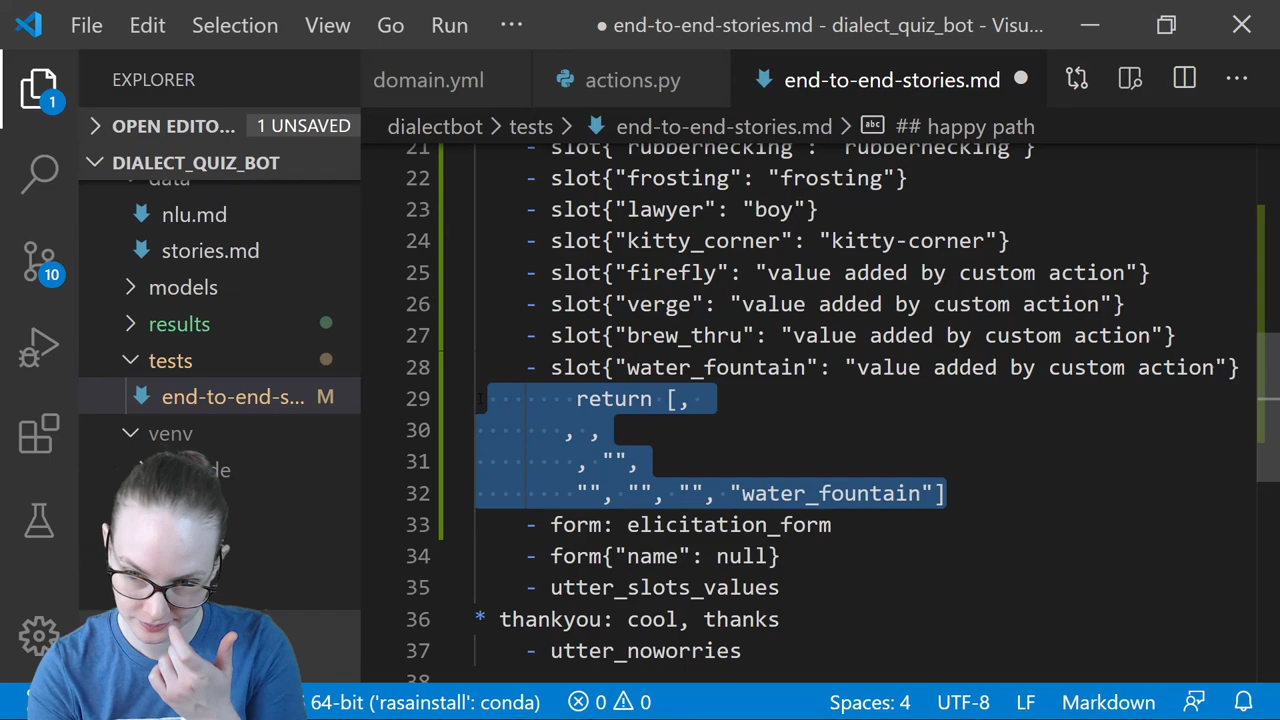 File Edit Selection View Go Run ··· ● end-to-end-stories.md - dialect_quiz_bot - Visu...
EXPLORER
domain.yml actions.py end-to-end-stories.md
OPEN EDITO... 1 UNSAVED
dialectbot > tests > end-to-end-stories.md > ## happy path
DIALECT_QUIZ_BOT
data
nlu.md
stories.md
models
results
tests
end-to-end-s... M
venv
1
10
21 - slot{"rubbernecking": "rubbernecking"}
22 - slot{"frosting": "frosting"}
23 - slot{"lawyer": "boy"}
24 - slot{"kitty_corner": "kitty-corner"}
25 - slot{"firefly": "value added by custom action"}
26 - slot{"verge": "value added by custom action"}
27 - slot{"brew_thru": "value added by custom action"}
28 - slot{"water_fountain": "value added by custom action"}
29 return [,
30 , ,
31 , "",
32 "", "", "", "water_fountain"]
33 - form: elicitation_form
34 - form{"name": null}
35 - utter_slots_values
36 * thankyou: cool, thanks
37 - utter_noworries
38
64-bit ('rasainstall': conda) 0 0 Spaces: 4 UTF-8 LF Markdown